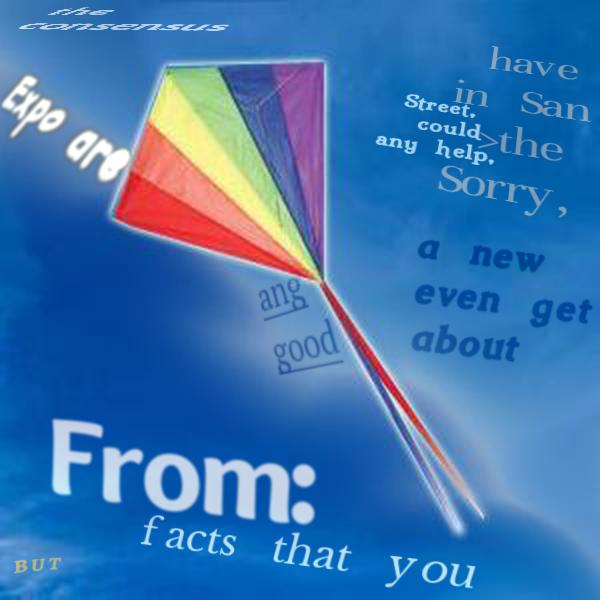 the
consensus
have
in San
>the
Sorry,
Street,
could
any help,
Expo are
a new
even get
about
ang
good
From:
facts that you
BUT